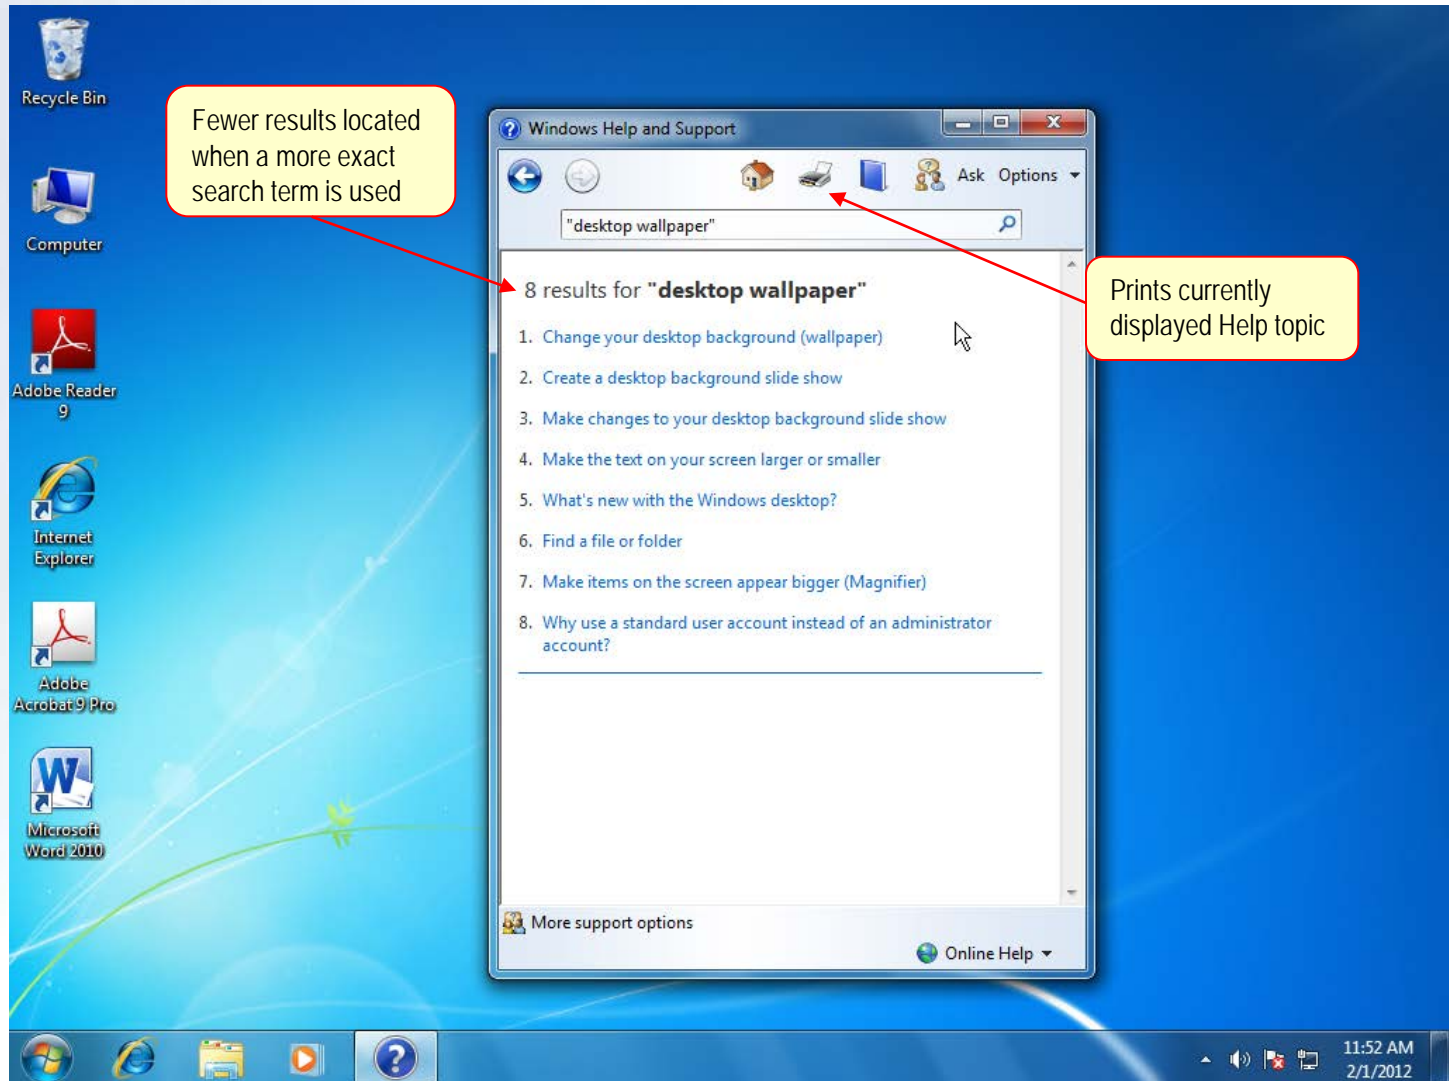 Recycle Bin
Computer
Adobe Reader
9
Internet
Explorer
Adobe
Acrobat 9 Pro
Microsoft
Word 2010
Fewer results located
when a more exact
search term is used
Windows Help and Support
Ask Options
"desktop wallpaper"
8 results for "desktop wallpaper"
1. Change your desktop background (wallpaper)
2. Create a desktop background slide show
3. Make changes to your desktop background slide show
4. Make the text on your screen larger or smaller
5. What's new with the Windows desktop?
6. Find a file or folder
7. Make items on the screen appear bigger (Magnifier)
8. Why use a standard user account instead of an administrator
account?
More support options
Online Help
Prints currently
displayed Help topic
11:52 AM
2/1/2012